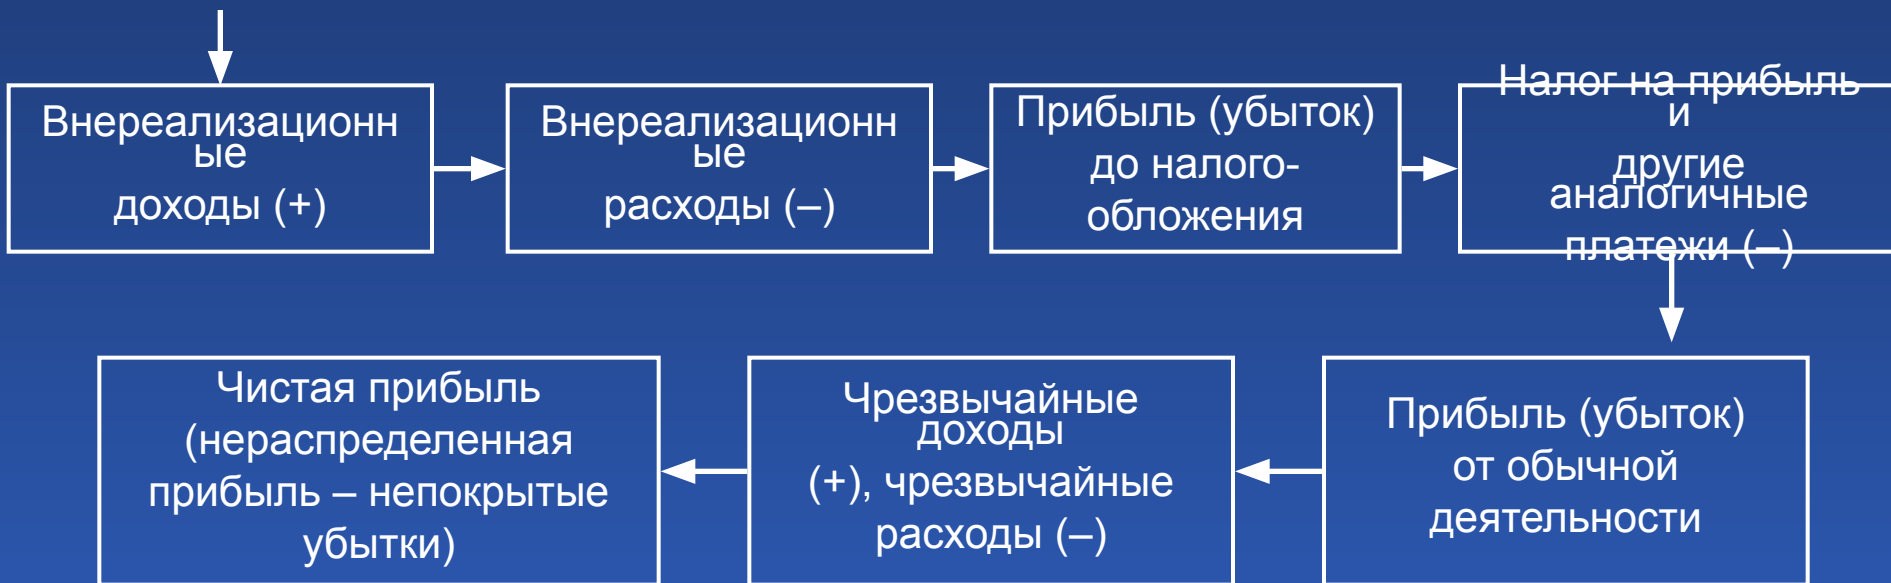 Внереализационн
ые
доходы (+)
Внереализационн
ые
расходы (–)
Прибыль (убыток)
до налого-
обложения
Налог на прибыль
и
другие
аналогичные
платежи (–)
Чистая прибыль
(нераспределенная
прибыль – непокрытые
убытки)
Чрезвычайные
доходы
(+), чрезвычайные
расходы (–)
Прибыль (убыток)
от обычной
деятельности